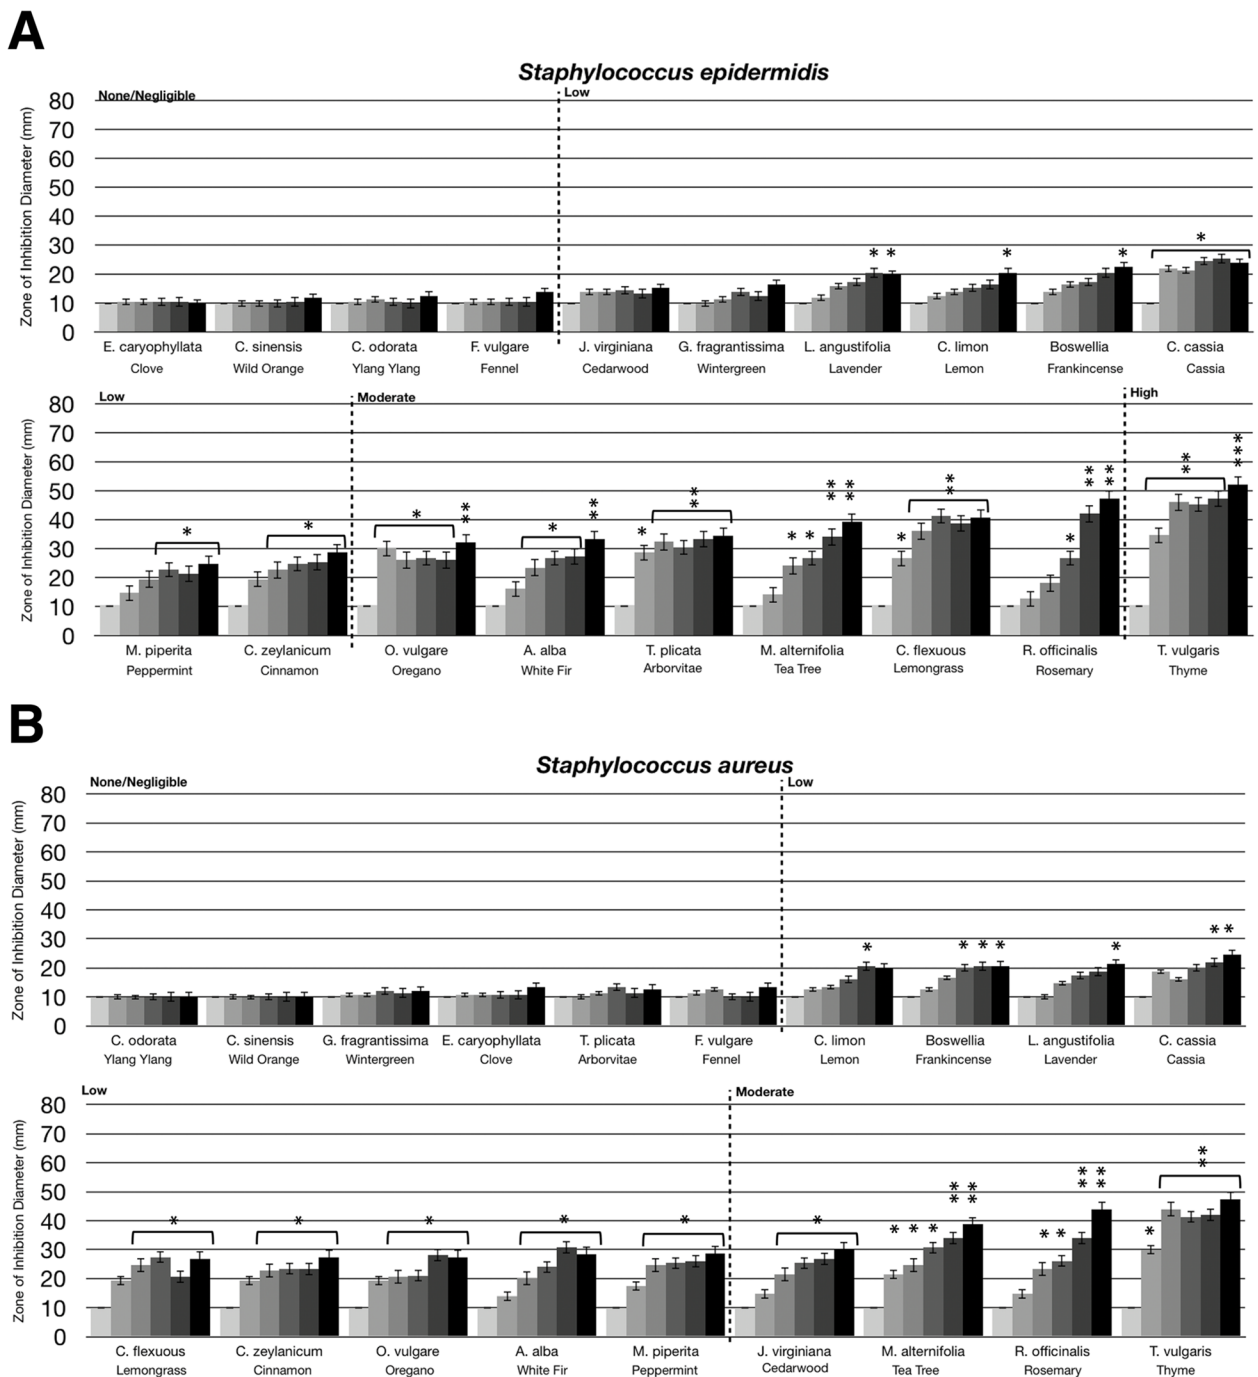 A
Staphylococcus epidermidis
None/Negligible
Low
Zone of Inhibition Diameter (mm)
80
70
60
50
40
30
20
10
0
* * * * *
E. caryophyllata C. sinensis C. odorata F. vulgare J. virginiana G. fragrantissima L. angustifolia C. limon Boswellia C. cassia
Clove Wild Orange Ylang Ylang Fennel Cedarwood Wintergreen Lavender Lemon Frankincense Cassia
Low
Moderate
High
Zone of Inhibition Diameter (mm)
80
70
60
50
40
30
20
10
0
* * * ** * ** * ** * * ** ** * ** * ** ** ** ***
M. piperita C. zeylanicum O. vulgare A. alba T. plicata M. alternifolia C. flexuous R. officinalis T. vulgaris
Peppermint Cinnamon Oregano White Fir Arborvitae Tea Tree Lemongrass Rosemary Thyme
B
Staphylococcus aureus
None/Negligible
Low
Zone of Inhibition Diameter (mm)
80
70
60
50
40
30
20
10
0
* * * * * * *
C. odorata C. sinensis G. fragrantissima E. caryophyllata T. plicata F. vulgare C. limon Boswellia L. angustifolia C. cassia
Ylang Ylang Wild Orange Wintergreen Clove Arborvitae Fennel Lemon Frankincense Lavender Cassia
Low
Moderate
Zone of Inhibition Diameter (mm)
80
70
60
50
40
30
20
10
0
* * * * * * * * * ** ** * * ** ** * **
C. flexuous C. zeylanicum O. vulgare A. alba M. piperita J. virginiana M. alternifolia R. officinalis T. vulgaris
Lemongrass Cinnamon Oregano White Fir Peppermint Cedarwood Tea Tree Rosemary Thyme